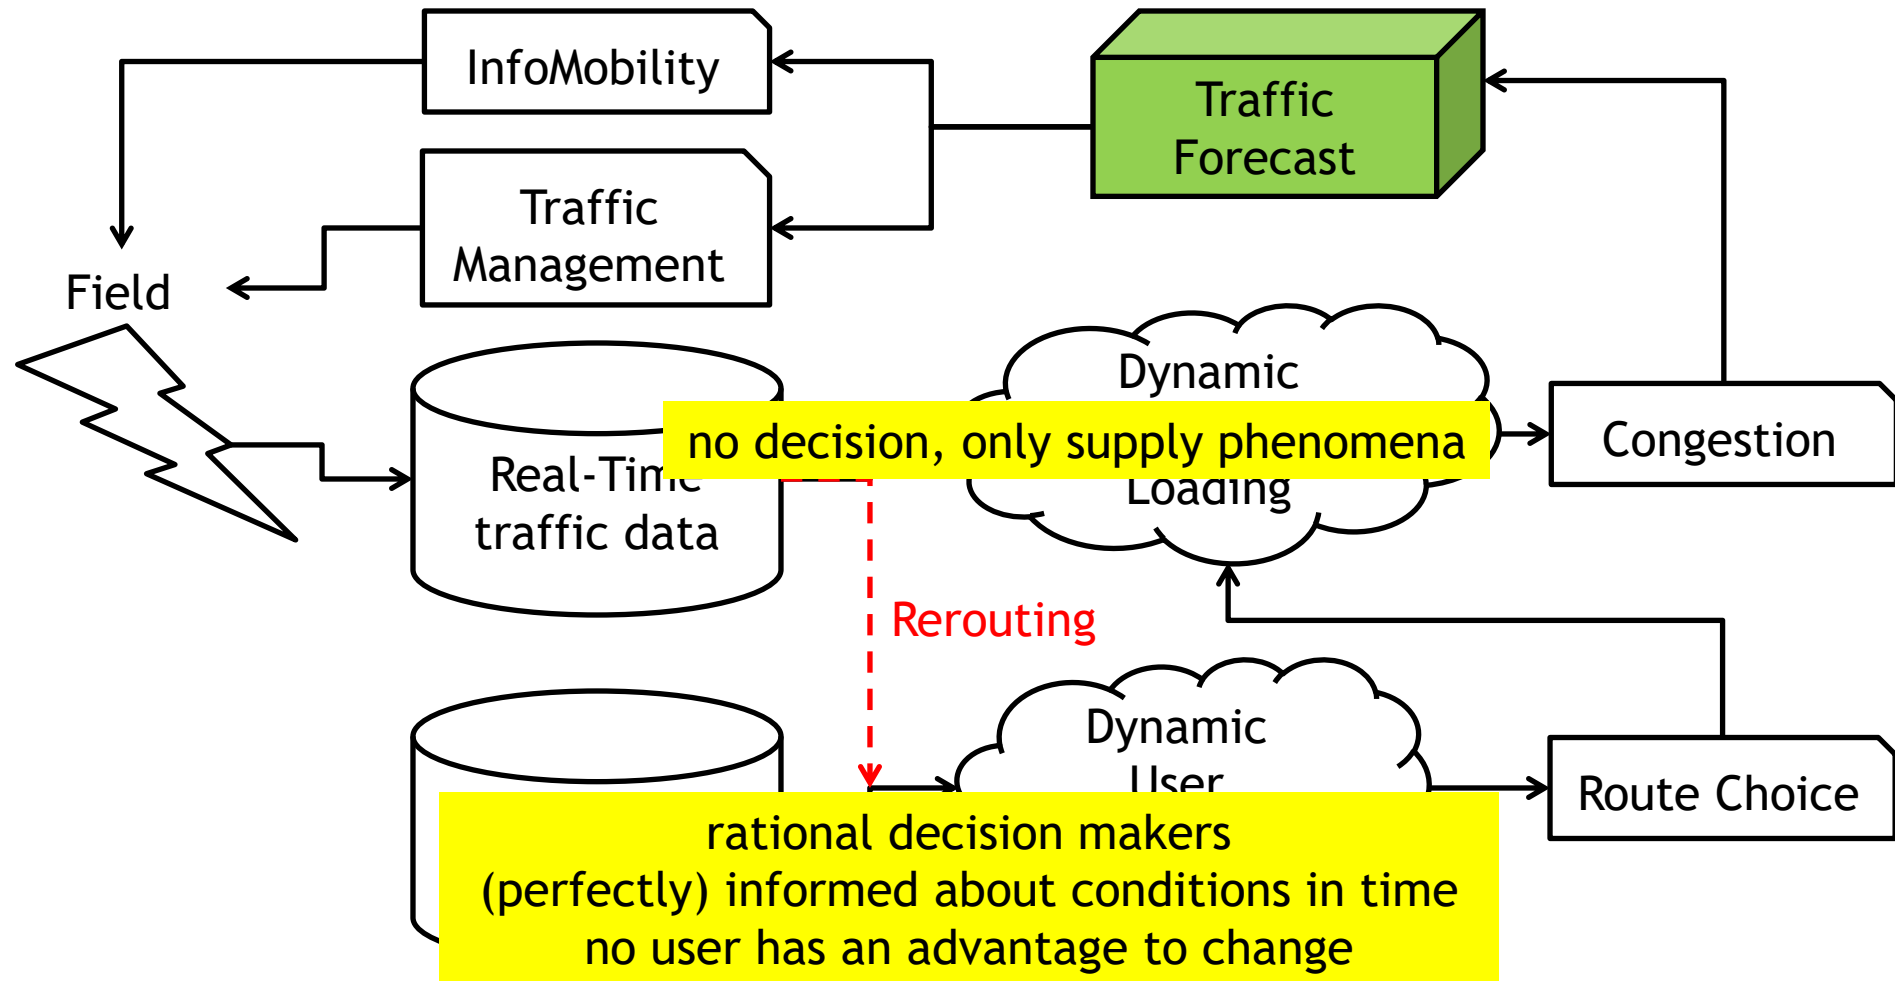 InfoMobility
Traffic
Forecast
Traffic
Management
Field
Dynamic
no decision, only supply phenomena
Congestion
Real-Time
traffic data
Loading
Rerouting
Dynamic
User
Route Choice
rational decision makers
(perfectly) informed about conditions in time
no user has an advantage to change